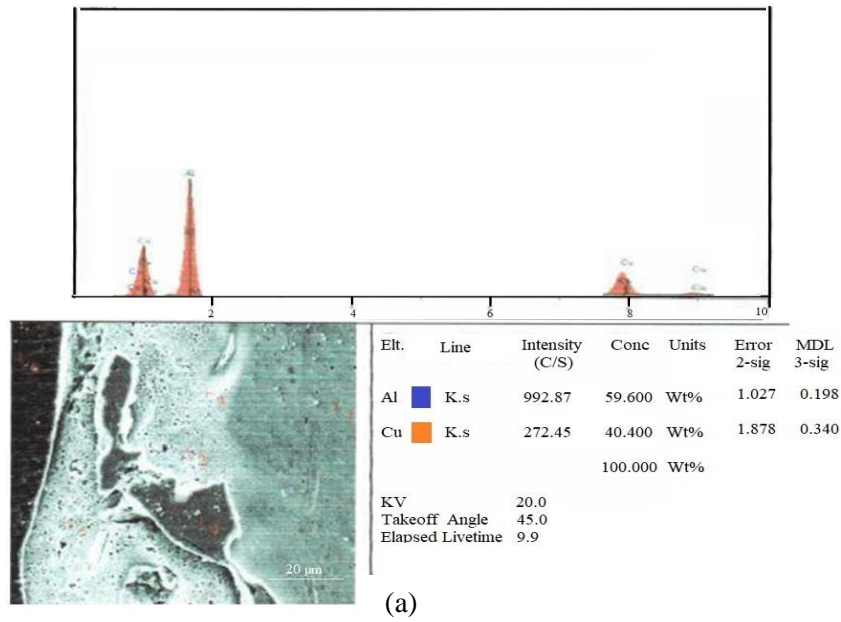 Al
Cu
Cu
Cu
Cu
2
4
6
8
10
Elt. Line Intensity (C/S) Conc Units Error 2-sig MDL 3-sig
Al K.s 992.87 59.600 Wt% 1.027 0.198
Cu K.s 272.45 40.400 Wt% 1.878 0.340
100.000 Wt%
KV 20.0
Takeoff Angle 45.0
Elapsed Livetime 9.9
20 μm
(a)